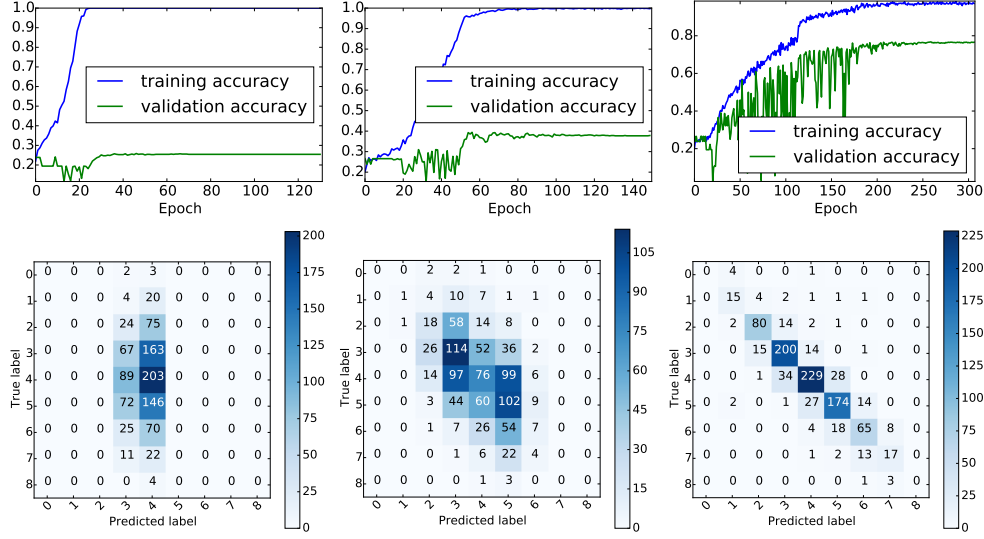 1.0
0.9
0.8
0.7
0.6
0.5
0.4
0.3
0.2
training accuracy
validation accuracy
0 20 40 60 80 100 120
Epoch
1.0
0.9
0.8
0.7
0.6
0.5
0.4
0.3
0.2
training accuracy
validation accuracy
0 20 40 60 80 100 120 140
Epoch
0.8
0.6
0.4
0.2
training accuracy
validation accuracy
0 50 100 150 200 250 300
Epoch
True label
0 0 0 0 2 3 0 0 0 0
1 0 0 0 4 20 0 0 0 0
2 0 0 0 24 75 0 0 0 0
3 0 0 0 67 163 0 0 0 0
4 0 0 0 89 203 0 0 0 0
5 0 0 0 72 146 0 0 0 0
6 0 0 0 25 70 0 0 0 0
7 0 0 0 11 22 0 0 0 0
8 0 0 0 0 4 0 0 0 0
0 1 2 3 4 5 6 7 8
Predicted label
200
175
150
125
100
75
50
25
0
True label
0 0 0 2 2 1 0 0 0 0
1 0 1 4 10 7 1 1 0 0
2 0 1 18 58 14 8 0 0 0
3 0 0 26 114 52 36 2 0 0
4 0 0 14 97 76 99 6 0 0
5 0 0 3 44 60 102 9 0 0
6 0 0 1 7 26 54 7 0 0
7 0 0 0 1 6 22 4 0 0
8 0 0 0 0 1 3 0 0 0
0 1 2 3 4 5 6 7 8
Predicted label
105
90
75
60
45
30
15
0
True label
0 0 4 0 0 1 0 0 0 0
1 0 15 4 2 1 1 1 0 0
2 0 2 80 14 2 1 0 0 0
3 0 0 15 200 14 0 1 0 0
4 0 0 1 34 229 28 0 0 0
5 0 2 0 1 27 174 14 0 0
6 0 0 0 0 4 18 65 8 0
7 0 0 0 0 1 2 13 17 0
8 0 0 0 0 0 0 1 3 0
0 1 2 3 4 5 6 7 8
Predicted label
225
200
175
150
125
100
75
50
25
0